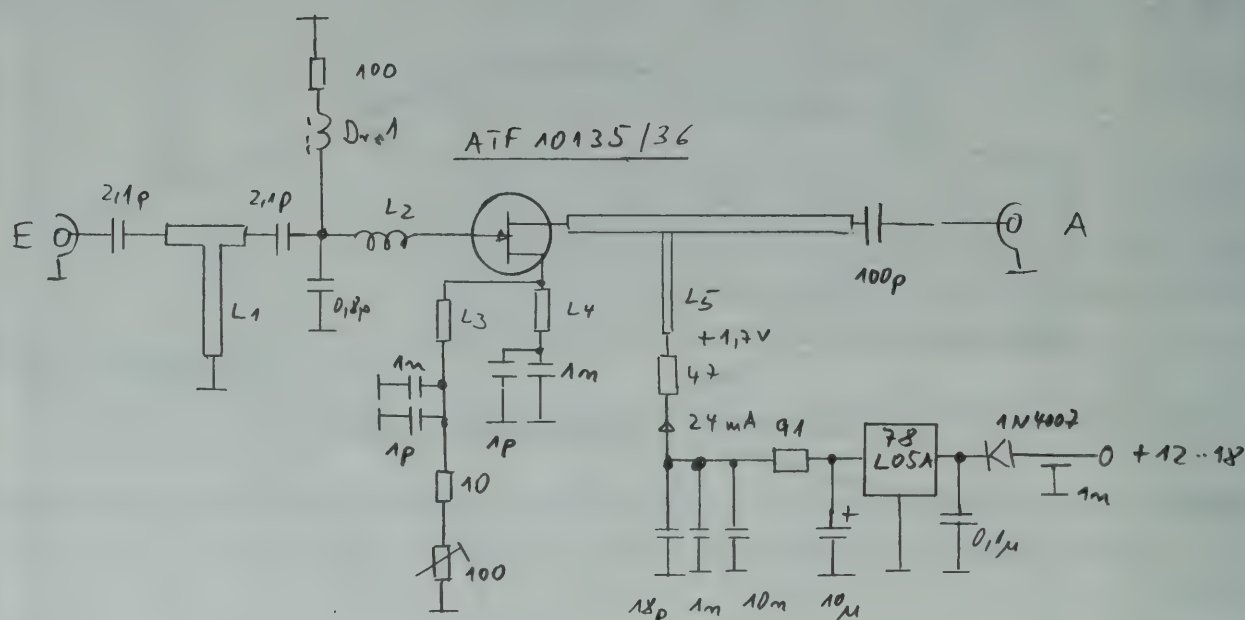 100
Dr.1
ATF 10135/36
2,1p
2,1p
L2
E
A
100p
L1
0,8p
L3
L4
L5
+1,7V
1n
1n
47
1p
1p
24 mA
91
78
L05A
1N4007
+12..18
1n
10
0,1µ
100
18p
1n
10n
10µ